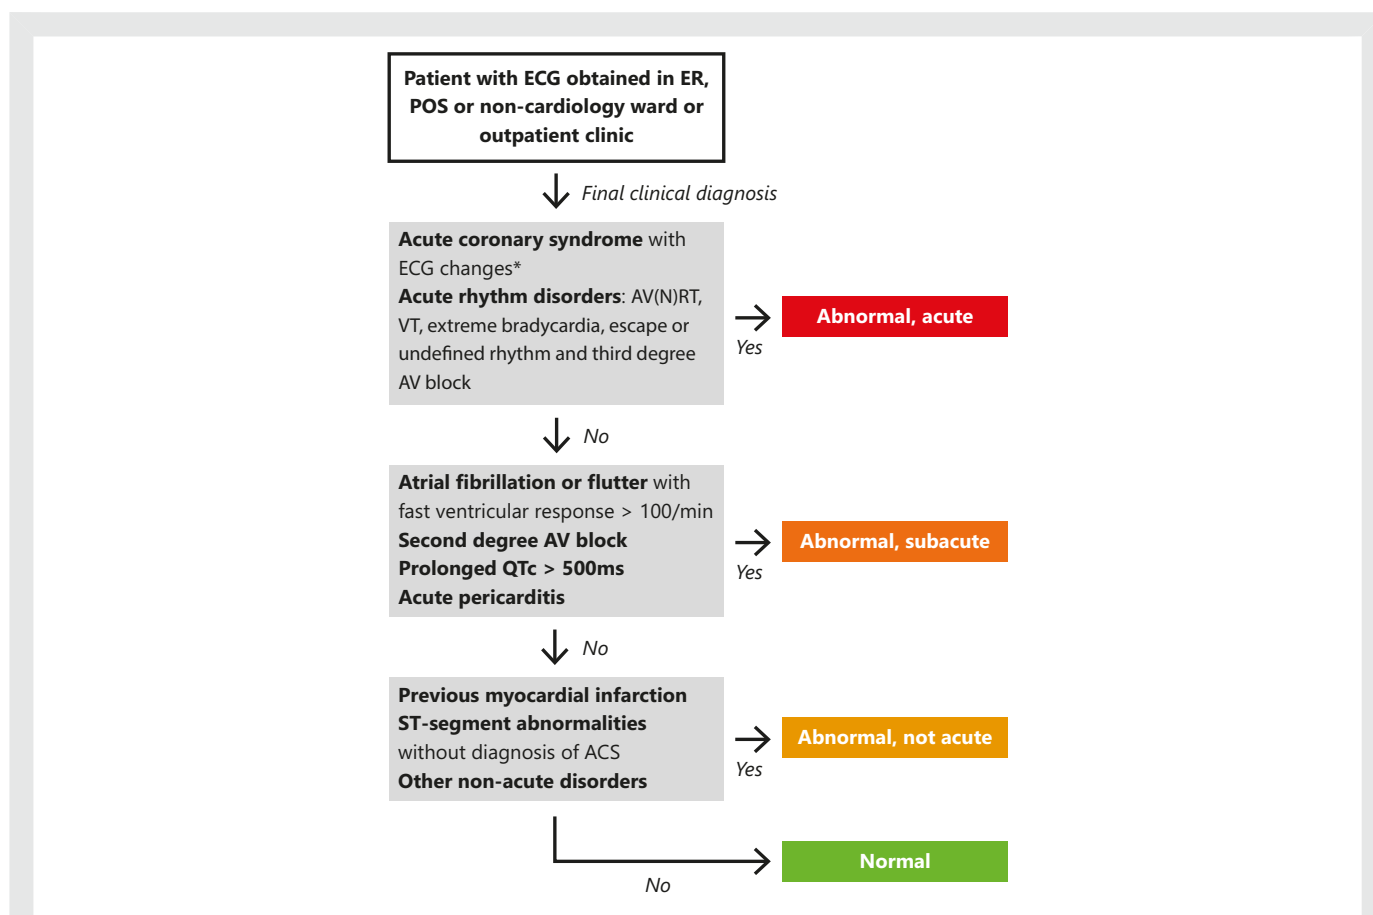 Patient with ECG obtained in ER,
POS or non-cardiology ward or
outpatient clinic
Final clinical diagnosis
Acute coronary syndrome with
ECG changes*
Acute rhythm disorders: AV(N)RT,
VT, extreme bradycardia, escape or
undefined rhythm and third degree
AV block
Yes
Abnormal, acute
No
Atrial fibrillation or flutter with
fast ventricular response > 100/min
Second degree AV block
Prolonged QTc > 500ms
Acute pericarditis
Yes
Abnormal, subacute
No
Previous myocardial infarction
ST-segment abnormalities
without diagnosis of ACS
Other non-acute disorders
Yes
Abnormal, not acute
No
Normal